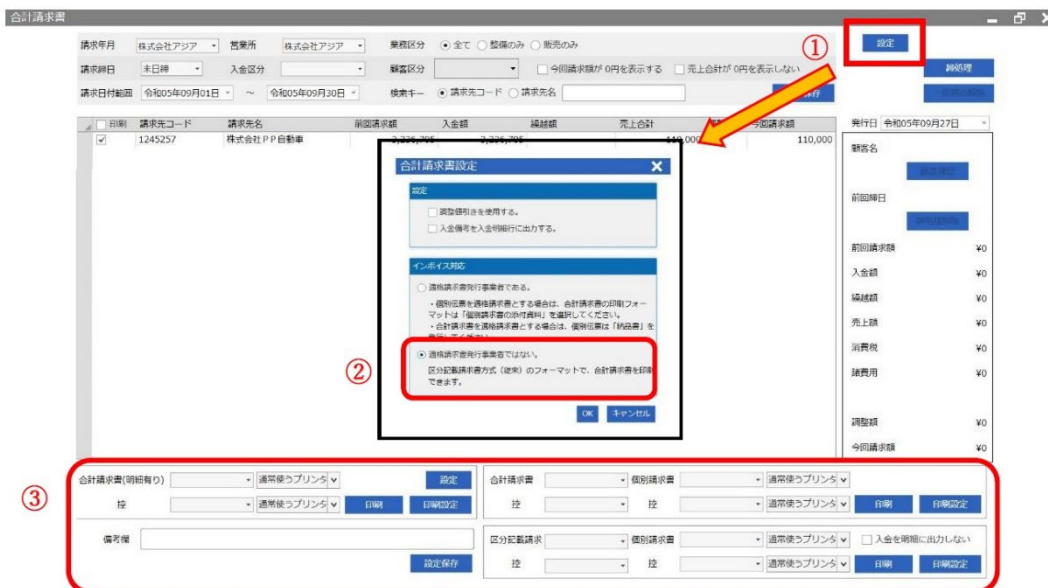 合計請求書
請求年月 株式会社アジア 営業所 株式会社アジア 業務区分 全て 整備のみ 販売のみ ① 設定
請求締日 末日締 入金区分 顧客区分 今回請求額が 0円を表示する 売上合計が 0円を表示しない 締処理
請求日付範囲 令和05年09月01日 ～ 令和05年09月30日 検索キー 請求先コード 請求先名 保存
印刷 請求先コード 請求先名 前回請求額 入金額 繰越額 売上合計 今回請求額 発行日 令和05年09月27日
1245257 株式会社ＰＰ自動車 110,000 110,000
顧客名
前回締日
前回請求額 ¥0
入金額 ¥0
繰越額 ¥0
売上額 ¥0
消費税 ¥0
諸費用 ¥0
調整額 ¥0
今回請求額 ¥0
合計請求書設定
設定
調整値引きを使用する。
入金備考を入金明細行に出力する。
インボイス対応
適格請求書発行事業者である。
・個別伝票を適格請求書とする場合は、合計請求書の印刷フォー
マットは「個別請求書の添付資料」を選択してください。
・合計請求書を適格請求書とする場合は、個別伝票は「納品書」を
② 適格請求書発行事業者ではない。
区分記載請求書方式（従来）のフォーマットで、合計請求書を印刷
できます。
OK キャンセル
③
合計請求書(明細有り) 通常使うプリンタ 設定
控 通常使うプリンタ 印刷 印刷設定
備考欄
設定保存
合計請求書 個別請求書 通常使うプリンタ
控 控 通常使うプリンタ 印刷 印刷設定
区分記載請求 個別請求書 通常使うプリンタ 入金を明細に出力しない
控 控 通常使うプリンタ 印刷 印刷設定